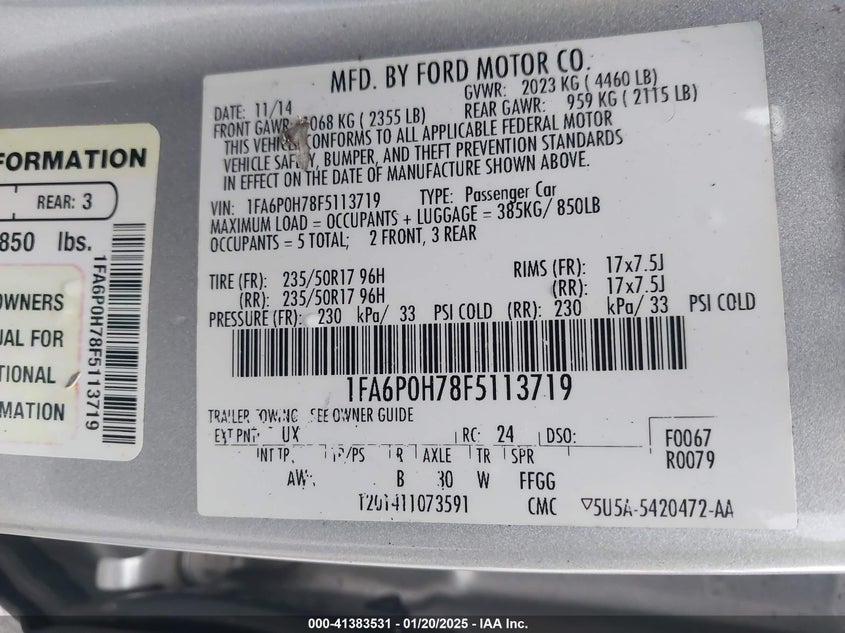 FORMATION
REAR: 3
850 lbs.
OWNERS
UAL FOR
TIONAL
MATION
1FA6P0H78F5113719
MFD. BY FORD MOTOR CO.
DATE: 11/14 GVWR: 2023 KG ( 4460 LB)
FRONT GAWR: 1068 KG ( 2355 LB) REAR GAWR: 959 KG ( 2115 LB)
THIS VEHICLE CONFORMS TO ALL APPLICABLE FEDERAL MOTOR
VEHICLE SAFETY, BUMPER, AND THEFT PREVENTION STANDARDS
IN EFFECT ON THE DATE OF MANUFACTURE SHOWN ABOVE.
VIN: 1FA6P0H78F5113719 TYPE: Passenger Car
MAXIMUM LOAD = OCCUPANTS + LUGGAGE = 385KG/ 850LB
OCCUPANTS = 5 TOTAL; 2 FRONT, 3 REAR
TIRE (FR): 235/50R17 96H RIMS (FR): 17x7.5J
(RR): 235/50R17 96H (RR): 17x7.5J
PRESSURE (FR): 230 kPa/ 33 PSI COLD (RR): 230 kPa/ 33 PSI COLD
1FA6P0H78F5113719
TRAILER TOWING SEE OWNER GUIDE
EXT PNT: UX RC: 24 DSO: F0067
INT TR TP/PS R AXLE TR SPR R0079
B W FFGG
T201411073591 CMC ▽5U5A-5420472-AA
000-41383531 - 01/20/2025 - IAA Inc.